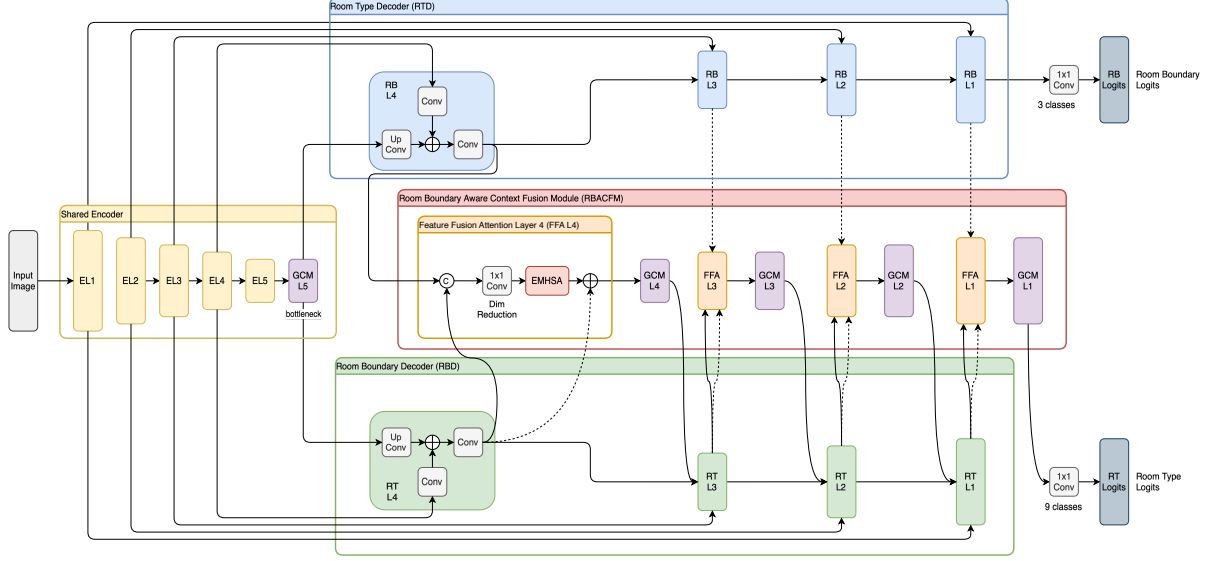 Room Type Decoder (RTD)
RB
L4
Conv
Up
Conv
Conv
RB
L3
RB
L2
RB
L1
1x1
Conv
3 classes
RB
Logits
Room Boundary
Logits
Room Boundary Aware Context Fusion Module (RBACFM)
Feature Fusion Attention Layer 4 (FFA L4)
C
1x1
Conv
Dim
Reduction
EMHSA
GCM
L4
FFA
L3
GCM
L3
FFA
L2
GCM
L2
FFA
L1
GCM
L1
Shared Encoder
Input
Image
EL1
EL2
EL3
EL4
EL5
GCM
L5
bottleneck
Room Boundary Decoder (RBD)
Up
Conv
Conv
RT
L4
Conv
RT
L3
RT
L2
RT
L1
1x1
Conv
9 classes
RT
Logits
Room Type
Logits